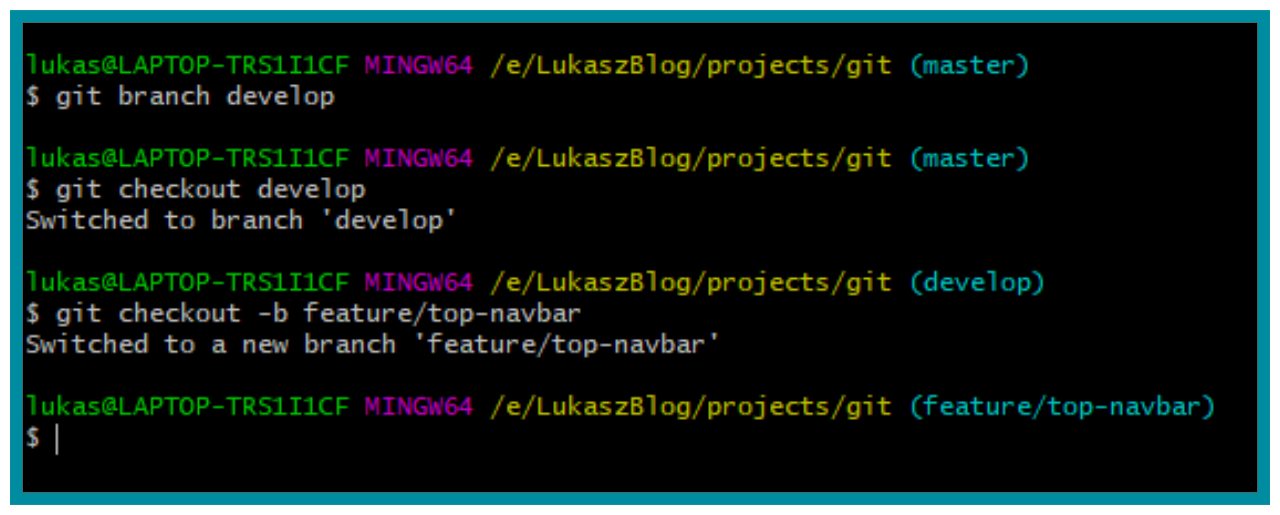 lukas@LAPTOP-TRS1I1CF MINGW64 /e/LukaszBlog/projects/git (master)
$ git branch develop
lukas@LAPTOP-TRS1I1CF MINGW64 /e/LukaszBlog/projects/git (master)
$ git checkout develop
Switched to branch 'develop'
lukas@LAPTOP-TRS1I1CF MINGW64 /e/LukaszBlog/projects/git (develop)
$ git checkout -b feature/top-navbar
Switched to a new branch 'feature/top-navbar'
lukas@LAPTOP-TRS1I1CF MINGW64 /e/LukaszBlog/projects/git (feature/top-navbar)
$